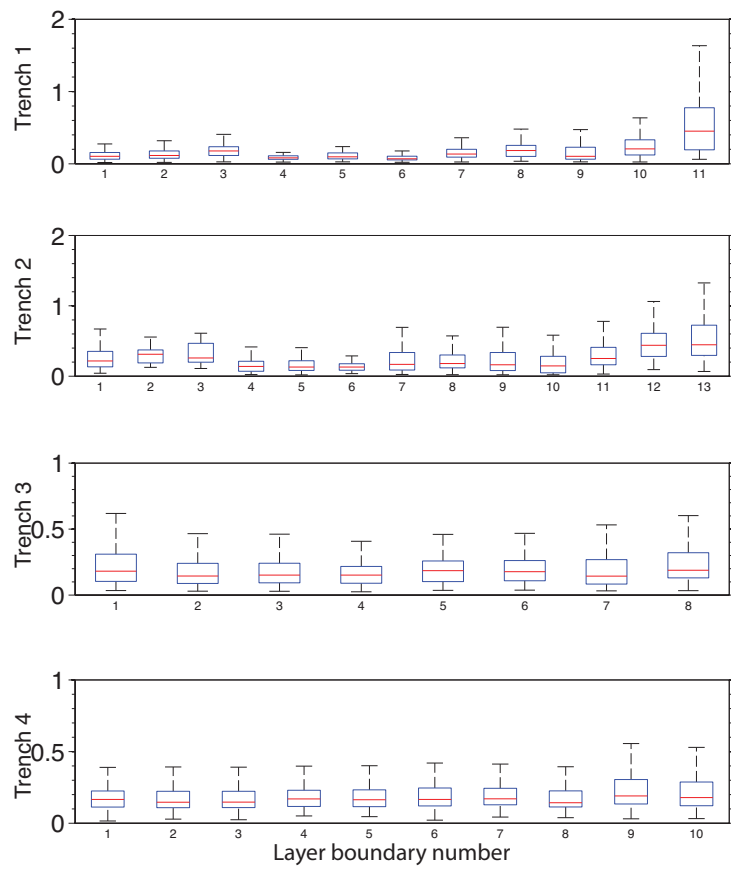 Trench 1
2
1
0
1 2 3 4 5 6 7 8 9 10 11
Trench 2
2
1
0
1 2 3 4 5 6 7 8 9 10 11 12 13
Trench 3
1
0.5
0
1 2 3 4 5 6 7 8
Trench 4
1
0.5
0
1 2 3 4 5 6 7 8 9 10
Layer boundary number